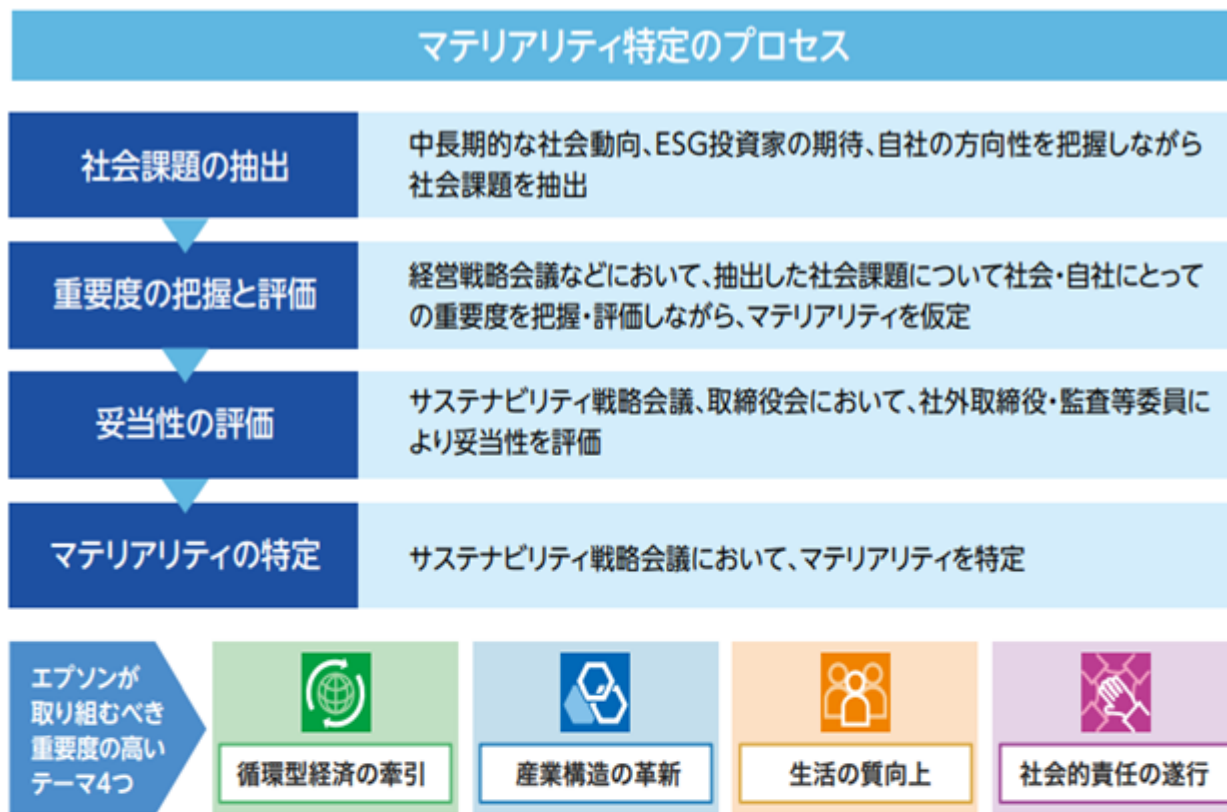 マテリアリティ特定のプロセス
社会課題の抽出
中長期的な社会動向、ESG投資家の期待、自社の方向性を把握しながら
社会課題を抽出
重要度の把握と評価
経営戦略会議などにおいて、抽出した社会課題について社会・自社にとって
の重要度を把握・評価しながら、マテリアリティを仮定
妥当性の評価
サステナビリティ戦略会議、取締役会において、社外取締役・監査等委員に
より妥当性を評価
マテリアリティの特定
サステナビリティ戦略会議において、マテリアリティを特定
エプソンが
取り組むべき
重要度の高い
テーマ4つ
循環型経済の牽引
産業構造の革新
生活の質向上
社会的責任の遂行